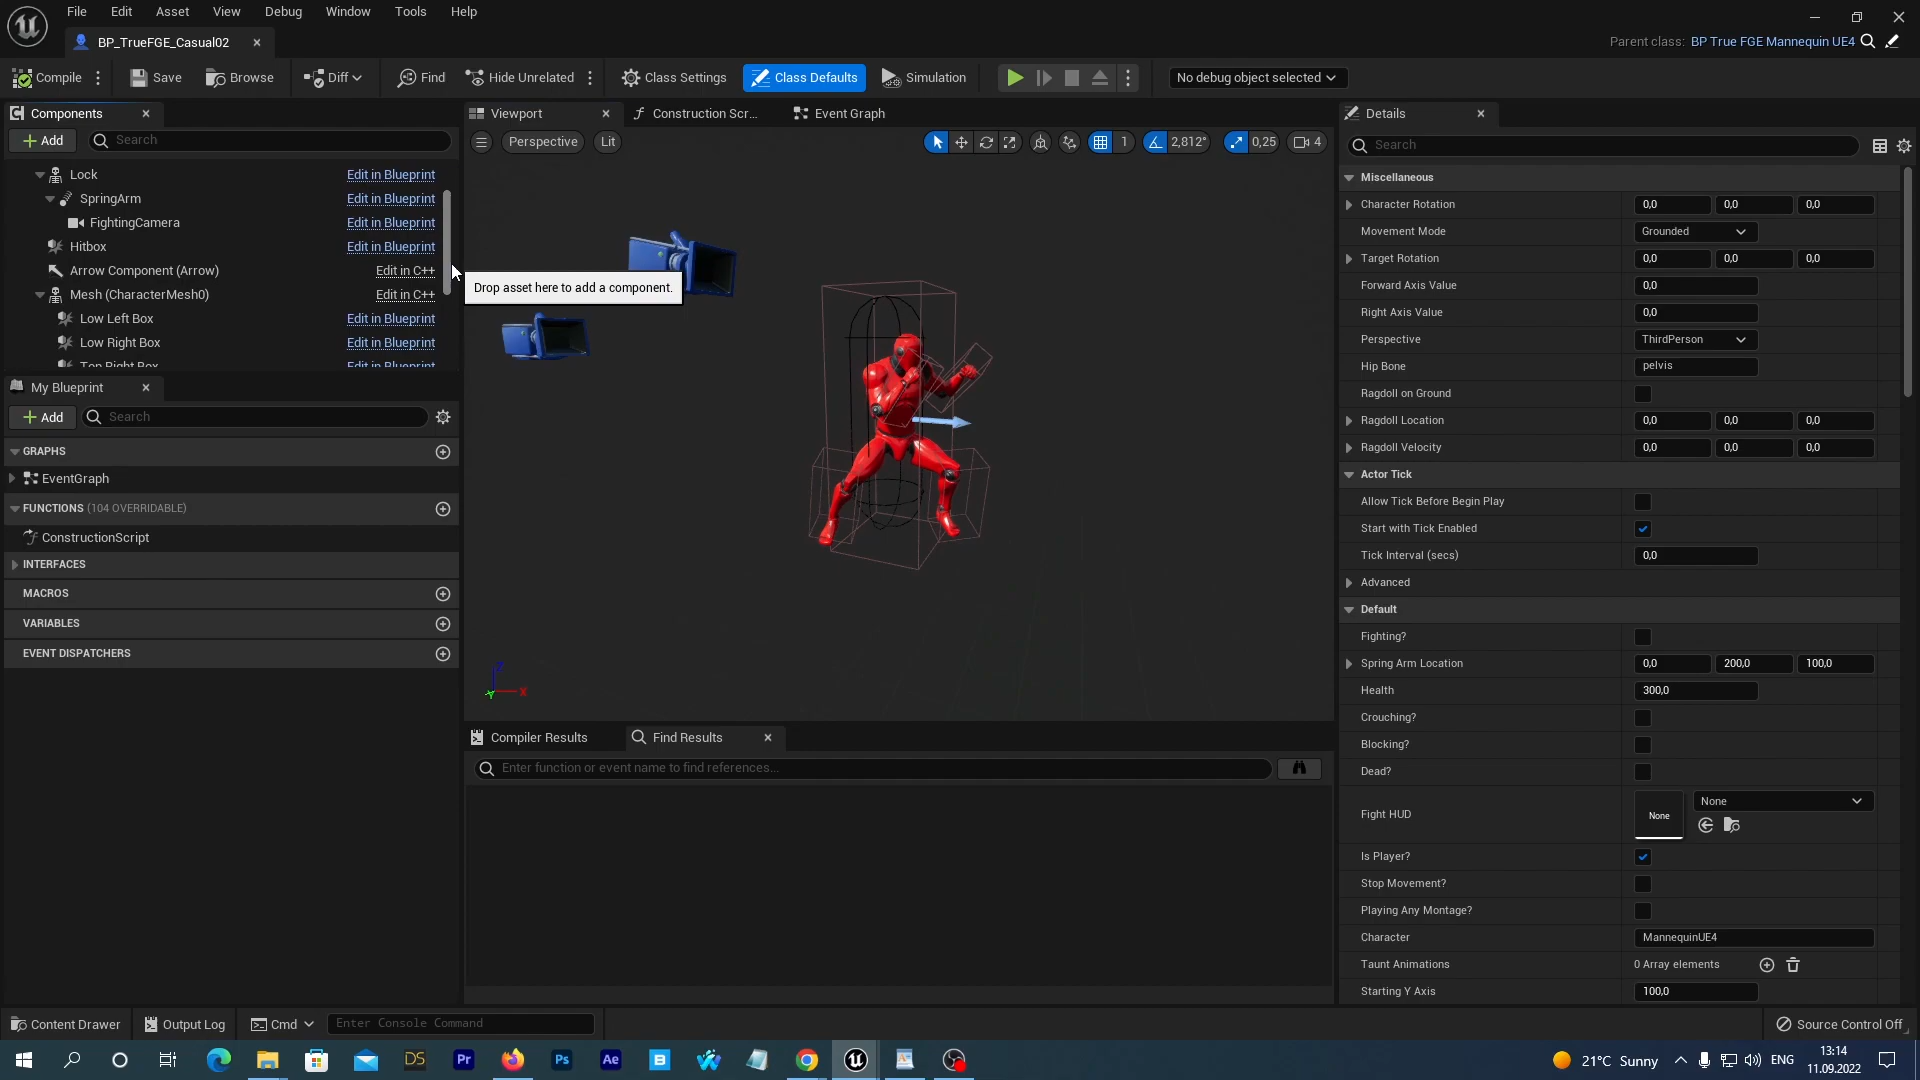 File Edit Asset View Debug Window Tools Help
BP_TrueFGE_Casual02
Parent class: BP True FGE Mannequin UE4
Compile Save Browse Diff Find Hide Unrelated Class Settings Class Defaults Simulation No debug object selected
Components
Add Search
Lock Edit in Blueprint
SpringArm Edit in Blueprint
FightingCamera Edit in Blueprint
Hitbox Edit in Blueprint
Arrow Component (Arrow) Edit in C++
Mesh (CharacterMesh0) Edit in C++
Low Left Box Edit in Blueprint
Low Right Box Edit in Blueprint
Top Right Box Edit in Blueprint
My Blueprint
Add Search
GRAPHS
EventGraph
FUNCTIONS (104 OVERRIDABLE)
ConstructionScript
INTERFACES
MACROS
VARIABLES
EVENT DISPATCHERS
Viewport Construction Scr... Event Graph
Perspective Lit 1 2,812° 0,25 4
Drop asset here to add a component.
Z
X
Y
Compiler Results Find Results
Enter function or event name to find references...
Details
Search
Miscellaneous
Character Rotation 0,0 0,0 0,0
Movement Mode Grounded
Target Rotation 0,0 0,0 0,0
Forward Axis Value 0,0
Right Axis Value 0,0
Perspective ThirdPerson
Hip Bone pelvis
Ragdoll on Ground
Ragdoll Location 0,0 0,0 0,0
Ragdoll Velocity 0,0 0,0 0,0
Actor Tick
Allow Tick Before Begin Play
Start with Tick Enabled
Tick Interval (secs) 0,0
Advanced
Default
Fighting?
Spring Arm Location 0,0 200,0 100,0
Health 300,0
Crouching?
Blocking?
Dead?
Fight HUD None None
Is Player?
Stop Movement?
Playing Any Montage?
Character MannequinUE4
Taunt Animations 0 Array elements
Starting Y Axis 100,0
Content Drawer Output Log Cmd Enter Console Command Source Control Off
DS Pr Ps Ae 21°C Sunny ENG 13:14
11.09.2022